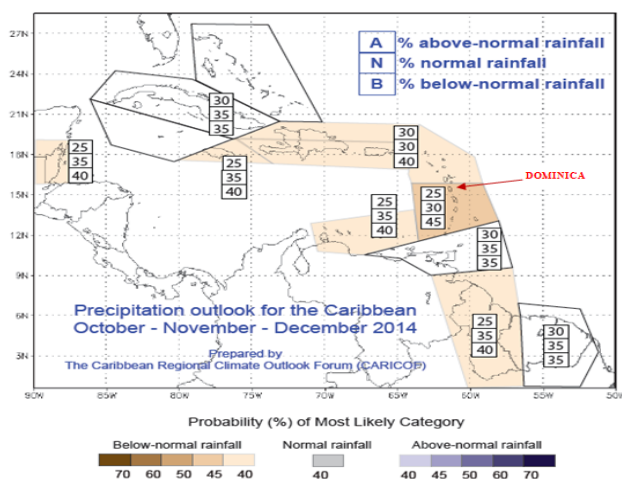 27N
24N
21N
18N
15N
12N
9N
6N
3N
A % above-normal rainfall
N % normal rainfall
B % below-normal rainfall
30
35
35
30
30
40
25
35
40
25
35
40
DOMINICA
25
30
45
25
35
40
30
35
35
25
35
40
30
35
35
Precipitation outlook for the Caribbean
October - November - December 2014
Prepared by
The Caribbean Regional Climate Outlook Forum (CARICOF)
90W 85W 80W 75W 70W 65W 60W 55W 50W
Probability (%) of Most Likely Category
Below-normal rainfall Normal rainfall Above-normal rainfall
70 60 50 45 40 40 40 45 50 60 70